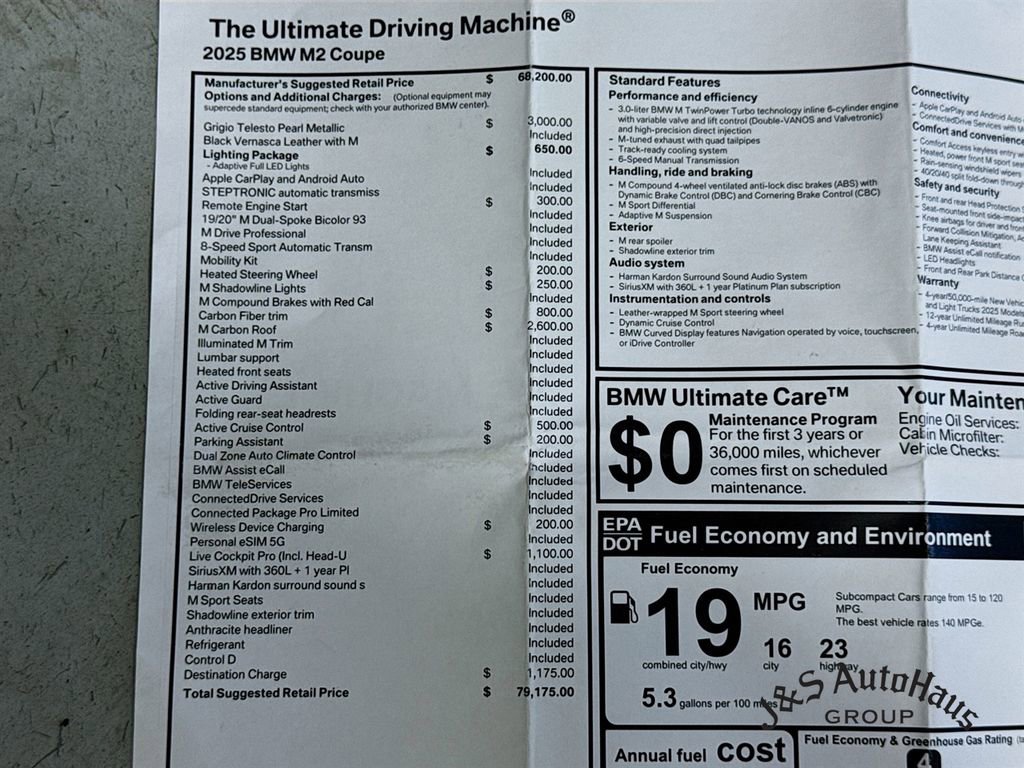 The Ultimate Driving Machine®
2025 BMW M2 Coupe
Manufacturer's Suggested Retail Price $ 68,200.00
Options and Additional Charges: (Optional equipment may
supercede standard equipment; check with your authorized BMW center).
Grigio Telesto Pearl Metallic $ 3,000.00
Black Vernasca Leather with M Included
Lighting Package $ 650.00
- Adaptive Full LED Lights
Apple CarPlay and Android Auto Included
STEPTRONIC automatic transmiss Included
Remote Engine Start $ 300.00
19/20" M Dual-Spoke Bicolor 93 Included
M Drive Professional Included
8-Speed Sport Automatic Transm Included
Mobility Kit Included
Heated Steering Wheel $ 200.00
M Shadowline Lights $ 250.00
M Compound Brakes with Red Cal Included
Carbon Fiber trim $ 800.00
M Carbon Roof $ 2,600.00
Illuminated M Trim Included
Lumbar support Included
Heated front seats Included
Active Driving Assistant Included
Active Guard Included
Folding rear-seat headrests Included
Active Cruise Control $ 500.00
Parking Assistant $ 200.00
Dual Zone Auto Climate Control Included
BMW Assist eCall Included
BMW TeleServices Included
ConnectedDrive Services Included
Connected Package Pro Limited Included
Wireless Device Charging $ 200.00
Personal eSIM 5G Included
Live Cockpit Pro (Incl. Head-U $ 1,100.00
SiriusXM with 360L + 1 year Pl Included
Harman Kardon surround sound s Included
M Sport Seats Included
Shadowline exterior trim Included
Anthracite headliner Included
Refrigerant Included
Control D Included
Destination Charge $ 1,175.00
Total Suggested Retail Price $ 79,175.00
Standard Features
Performance and efficiency
- 3.0-liter BMW M TwinPower Turbo technology inline 6-cylinder engine
with variable valve and lift control (Double-VANOS and Valvetronic)
and high-precision direct injection
- M-tuned exhaust with quad tailpipes
- Track-ready cooling system
- 6-Speed Manual Transmission
Handling, ride and braking
- M Compound 4-wheel ventilated anti-lock disc brakes (ABS) with
Dynamic Brake Control (DBC) and Cornering Brake Control (CBC)
- M Sport Differential
- Adaptive M Suspension
Exterior
- M rear spoiler
- Shadowline exterior trim
Audio system
- Harman Kardon Surround Sound Audio System
- SiriusXM with 360L + 1 year Platinum Plan subscription
Instrumentation and controls
- Leather-wrapped M Sport steering wheel
- Dynamic Cruise Control
- BMW Curved Display features Navigation operated by voice, touchscreen,
or iDrive Controller
Connectivity
- Apple CarPlay and Android Auto
- ConnectedDrive Services with
Comfort and convenience
- Comfort Access keyless entry
- Heated, power front M sport
- Rain-sensing windshield wipers
- 40/20/40 split fold-down through
Safety and security
- Front and rear Head Protection
- Seat-mounted front side-impact
- Knee airbags for driver and front
- Forward Collision Mitigation,
Lane Keeping Assistant
- BMW Assist eCall notification
- LED Headlights
- Front and Rear Park Distance
Warranty
- 4-year/50,000-mile New
and Light Trucks 2025 Models
- 12-year Unlimited Mileage
- 4-year Unlimited Mileage
BMW Ultimate Care™
$0
Maintenance Program
For the first 3 years or
36,000 miles, whichever
comes first on scheduled
maintenance.
Your Mainten
Engine Oil Services:
Cabin Microfilter:
Vehicle Checks:
EPA
DOT
Fuel Economy and Environment
Fuel Economy
19 MPG
combined city/hwy
16
city
23
highway
Subcompact Cars range from 15 to 120
MPG.
The best vehicle rates 140 MPGe.
5.3 gallons per 100 miles
J&S AutoHaus
GROUP
Annual fuel cost
Fuel Economy & Greenhouse Gas Rating
4